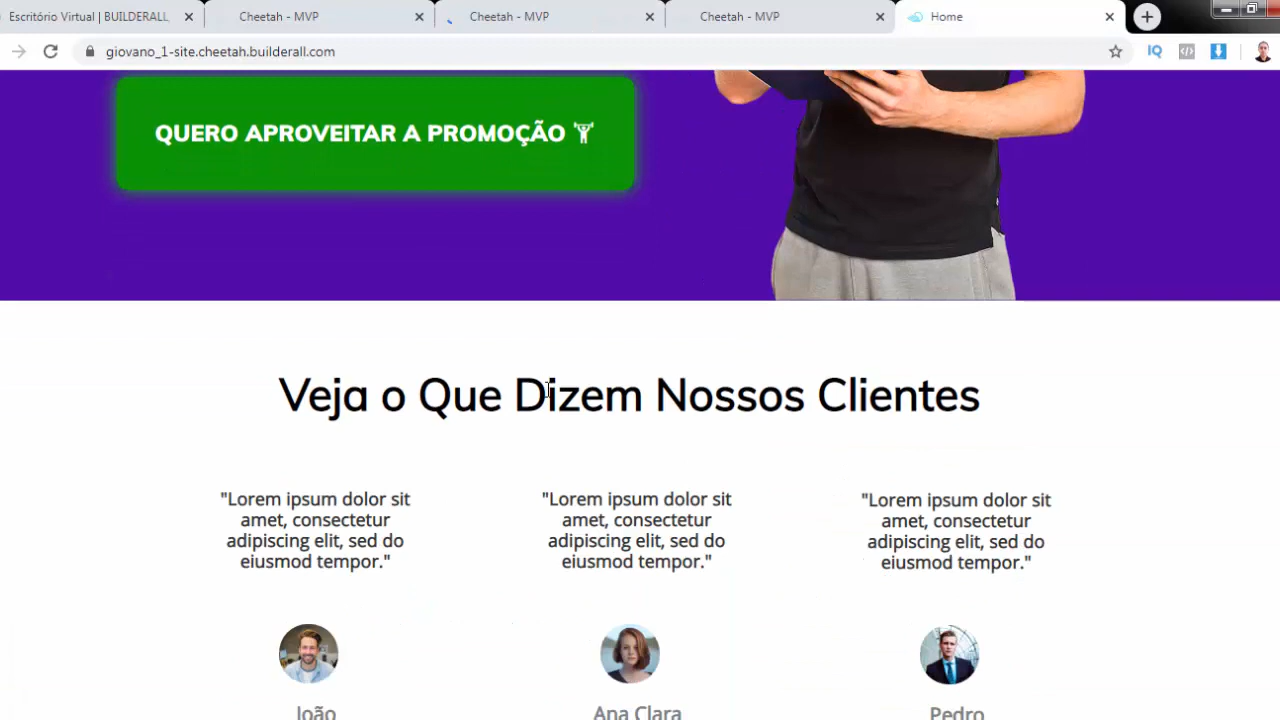 Escritório Virtual | BUILDERALL
Cheetah - MVP
Cheetah - MVP
Cheetah - MVP
Home
giovano_1-site.cheetah.builderall.com
IQ
QUERO APROVEITAR A PROMOÇÃO
Veja o Que Dizem Nossos Clientes
"Lorem ipsum dolor sit
amet, consectetur
adipiscing elit, sed do
eiusmod tempor."
João
"Lorem ipsum dolor sit
amet, consectetur
adipiscing elit, sed do
eiusmod tempor."
Ana Clara
"Lorem ipsum dolor sit
amet, consectetur
adipiscing elit, sed do
eiusmod tempor."
Pedro